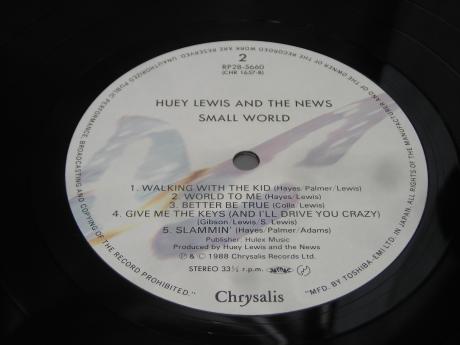 2
RP28-5660
(CHR 1657-B)
HUEY LEWIS AND THE NEWS
SMALL WORLD
1. WALKING WITH THE KID (Hayes/Palmer/Lewis)
2. WORLD TO ME (Hayes/Lewis)
3. BETTER BE TRUE (Colla/Lewis)
4. GIVE ME THE KEYS (AND I'LL DRIVE YOU CRAZY)
(Gibson/Lewis/S. Lewis)
5. SLAMMIN' (Hayes/Palmer/Adams)
Publisher: Hulex Music
Produced by Huey Lewis and the News
Ⓟ & © 1988 Chrysalis Records Ltd.
STEREO 33⅓ r.p.m.
Chrysalis
"MFD. BY TOSHIBA-EMI LTD. IN JAPAN. ALL RIGHTS OF THE MANUFACTURER AND OF THE OWNER OF THE RECORDED WORK ARE RESERVED. UNAUTHORIZED PUBLIC PERFORMANCE, BROADCASTING AND COPYING OF THE RECORD PROHIBITED."